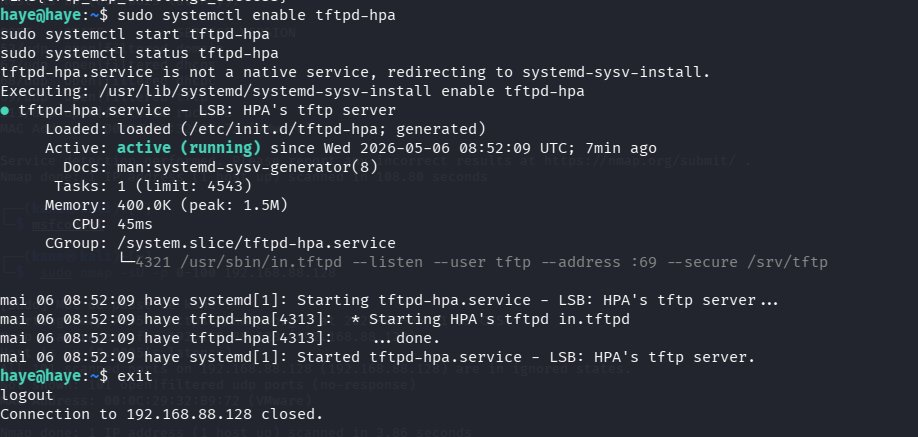 haye@haye:~$ sudo systemctl enable tftpd-hpa
sudo systemctl start tftpd-hpa
sudo systemctl status tftpd-hpa
tftpd-hpa.service is not a native service, redirecting to systemd-sysv-install.
Executing: /usr/lib/systemd/systemd-sysv-install enable tftpd-hpa
● tftpd-hpa.service - LSB: HPA's tftp server
     Loaded: loaded (/etc/init.d/tftpd-hpa; generated)
     Active: active (running) since Wed 2026-05-06 08:52:09 UTC; 7min ago
       Docs: man:systemd-sysv-generator(8)
      Tasks: 1 (limit: 4543)
     Memory: 400.0K (peak: 1.5M)
        CPU: 45ms
     CGroup: /system.slice/tftpd-hpa.service
             └─4321 /usr/sbin/in.tftpd --listen --user tftp --address :69 --secure /srv/tftp
mai 06 08:52:09 haye systemd[1]: Starting tftpd-hpa.service - LSB: HPA's tftp server...
mai 06 08:52:09 haye tftpd-hpa[4313]:  * Starting HPA's tftpd in.tftpd
mai 06 08:52:09 haye tftpd-hpa[4313]:    ...done.
mai 06 08:52:09 haye systemd[1]: Started tftpd-hpa.service - LSB: HPA's tftp server.
haye@haye:~$ exit
logout
Connection to 192.168.88.128 closed.